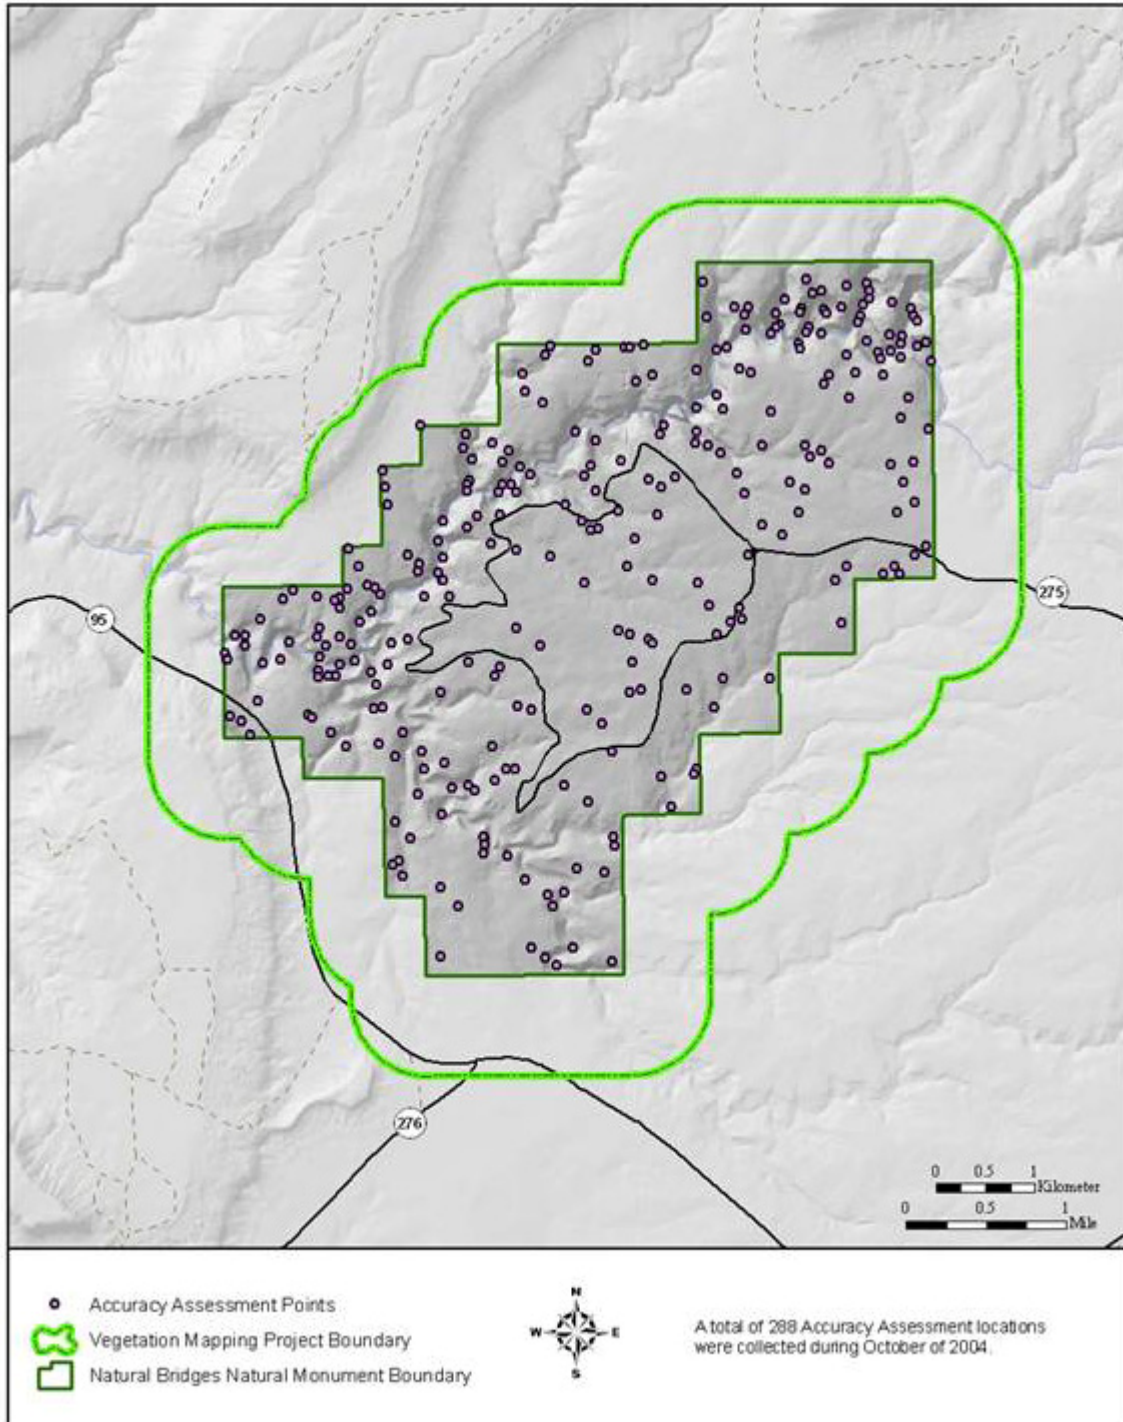 95
275
276
0 0.5 1
Kilometer
0 0.5 1
Mile
Accuracy Assessment Points
Vegetation Mapping Project Boundary
Natural Bridges Natural Monument Boundary
N
W E
S
A total of 288 Accuracy Assessment locations
were collected during October of 2004.